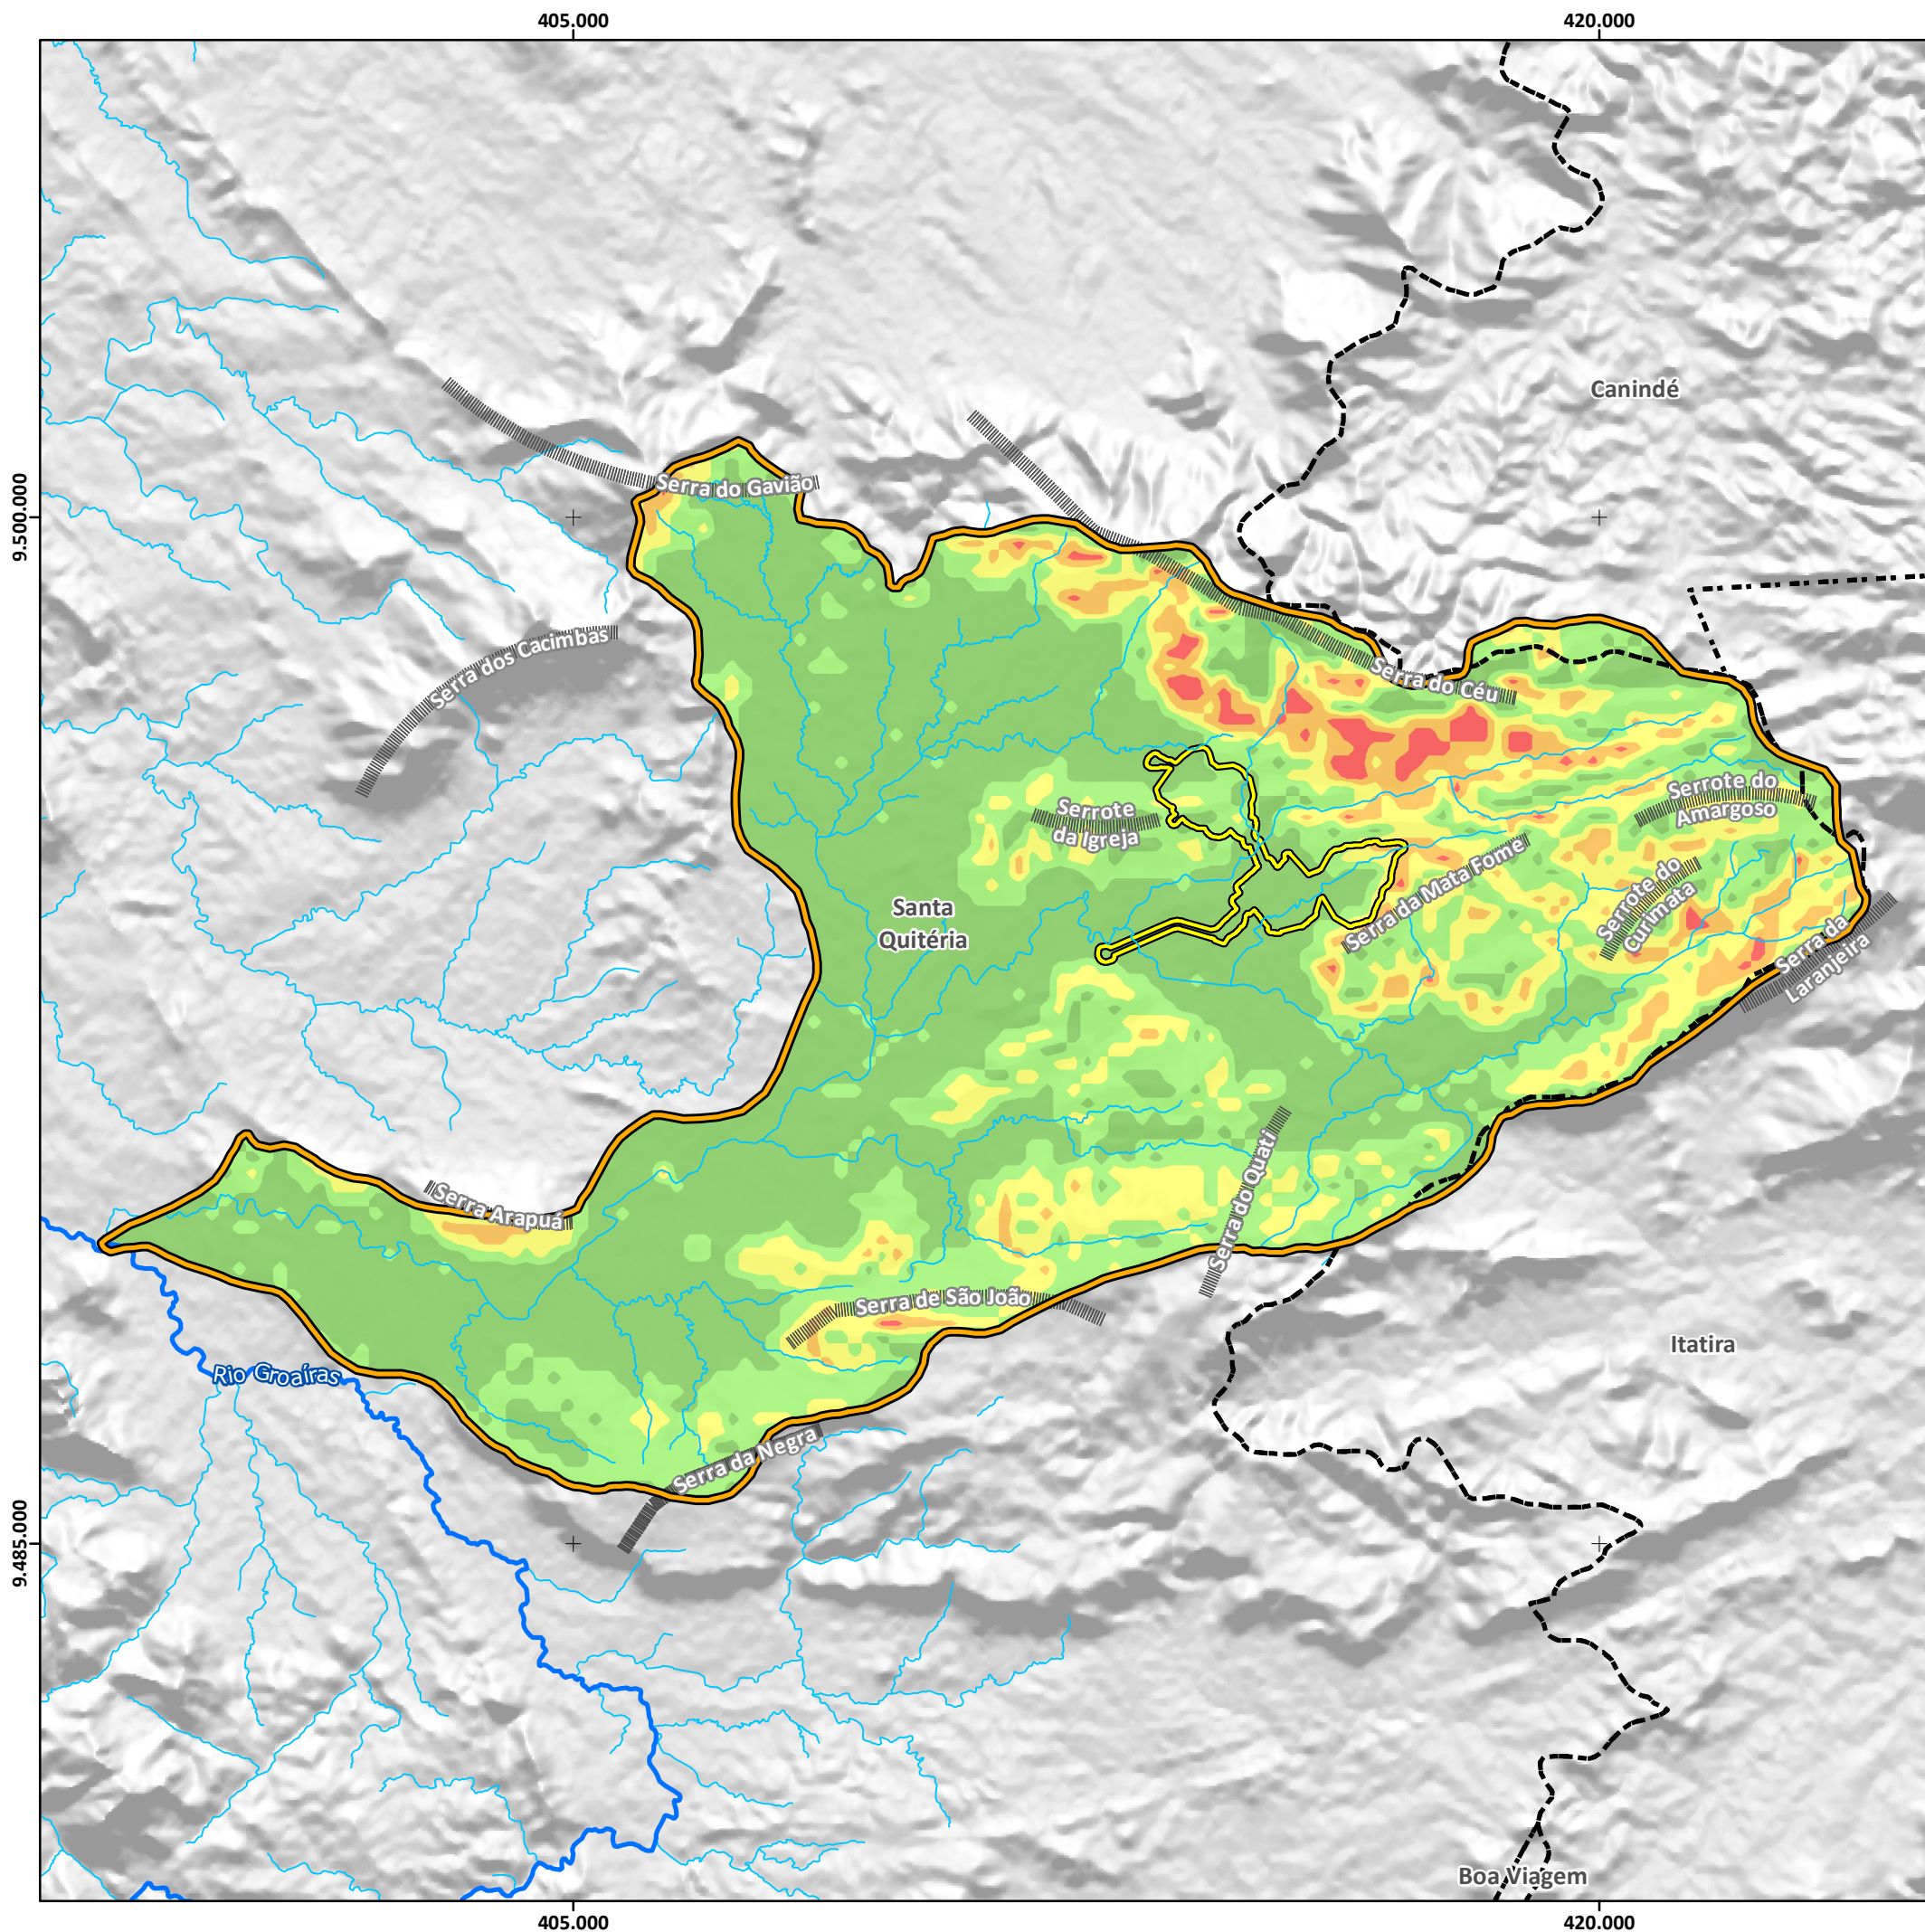 405.000
420.000
Canindé
9.500.000
Serra do Gavião
Serra dos Cacimbas
Serra do Céu
Serrote
da Igreja
Serrote do
Amargoso
Serra da Mata Fome
Serrote do
Curimata
Santa
Quitéria
Serra da
Laranjeira
Serra do Quati
Serra Arapuá
Serra de São João
Itatira
Rio Groaíras
Serra da Negra
9.485.000
Boa Viagem
405.000
420.000